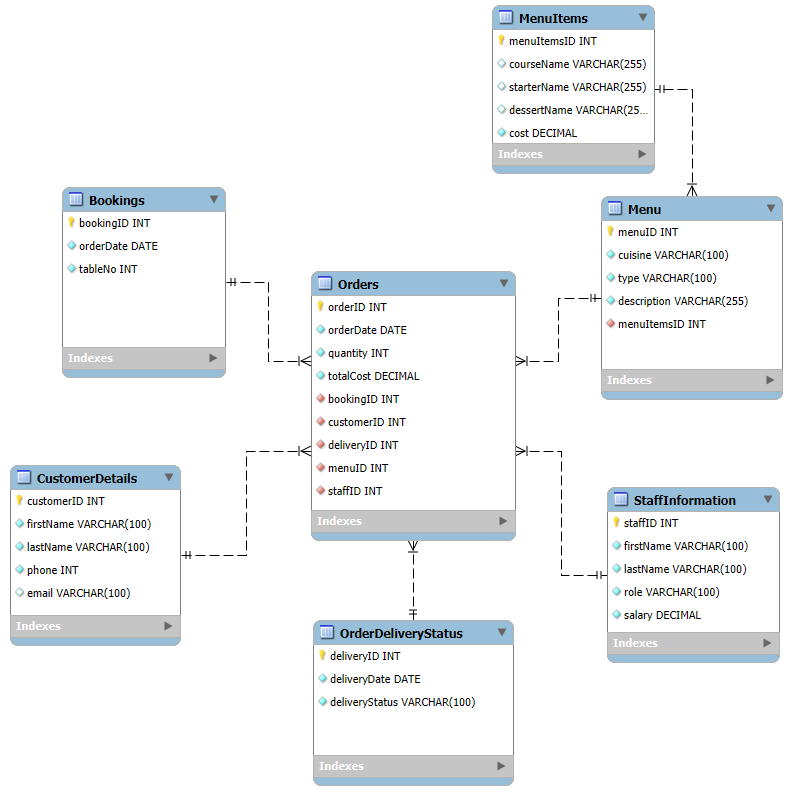 MenuItems
menuItemsID INT
courseName VARCHAR(255)
starterName VARCHAR(255)
dessertName VARCHAR(25...
cost DECIMAL
Indexes
Bookings
bookingID INT
orderDate DATE
tableNo INT
Indexes
Menu
menuID INT
cuisine VARCHAR(100)
type VARCHAR(100)
description VARCHAR(255)
menuItemsID INT
Indexes
Orders
orderID INT
orderDate DATE
quantity INT
totalCost DECIMAL
bookingID INT
customerID INT
deliveryID INT
menuID INT
staffID INT
Indexes
CustomerDetails
customerID INT
firstName VARCHAR(100)
lastName VARCHAR(100)
phone INT
email VARCHAR(100)
Indexes
StaffInformation
staffID INT
firstName VARCHAR(100)
lastName VARCHAR(100)
role VARCHAR(100)
salary DECIMAL
Indexes
OrderDeliveryStatus
deliveryID INT
deliveryDate DATE
deliveryStatus VARCHAR(100)
Indexes